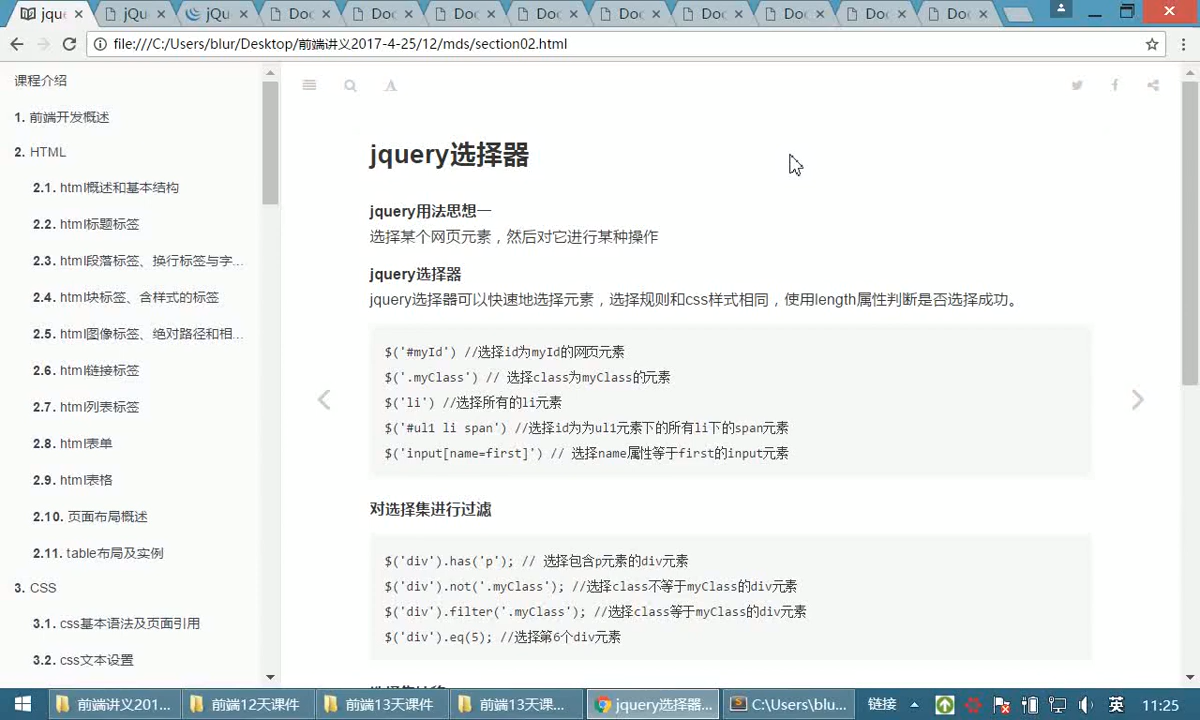 jque
jQu
jQu
Doc
Doc
Doc
Doc
Doc
Doc
Doc
Doc
Doc
file:///C:/Users/blur/Desktop/前端讲义2017-4-25/12/mds/section02.html
课程介绍
1. 前端开发概述
2. HTML
2.1. html概述和基本结构
2.2. html标题标签
2.3. html段落标签、换行标签与字...
2.4. html块标签、含样式的标签
2.5. html图像标签、绝对路径和相...
2.6. html链接标签
2.7. html列表标签
2.8. html表单
2.9. html表格
2.10. 页面布局概述
2.11. table布局及实例
3. CSS
3.1. css基本语法及页面引用
3.2. css文本设置
A
jquery选择器
jquery用法思想一
选择某个网页元素，然后对它进行某种操作
jquery选择器
jquery选择器可以快速地选择元素，选择规则和css样式相同，使用length属性判断是否选择成功。
$('#myId') //选择id为myId的网页元素
$('.myClass') // 选择class为myClass的元素
$('li') //选择所有的li元素
$('#ul1 li span') //选择id为为ul1元素下的所有li下的span元素
$('input[name=first]') // 选择name属性等于first的input元素
对选择集进行过滤
$('div').has('p'); // 选择包含p元素的div元素
$('div').not('.myClass'); //选择class不等于myClass的div元素
$('div').filter('.myClass'); //选择class等于myClass的div元素
$('div').eq(5); //选择第6个div元素
前端讲义201...
前端12天课件
前端13天课件
前端13天课...
jquery选择器...
C:\Users\blu...
链接
英
11:25